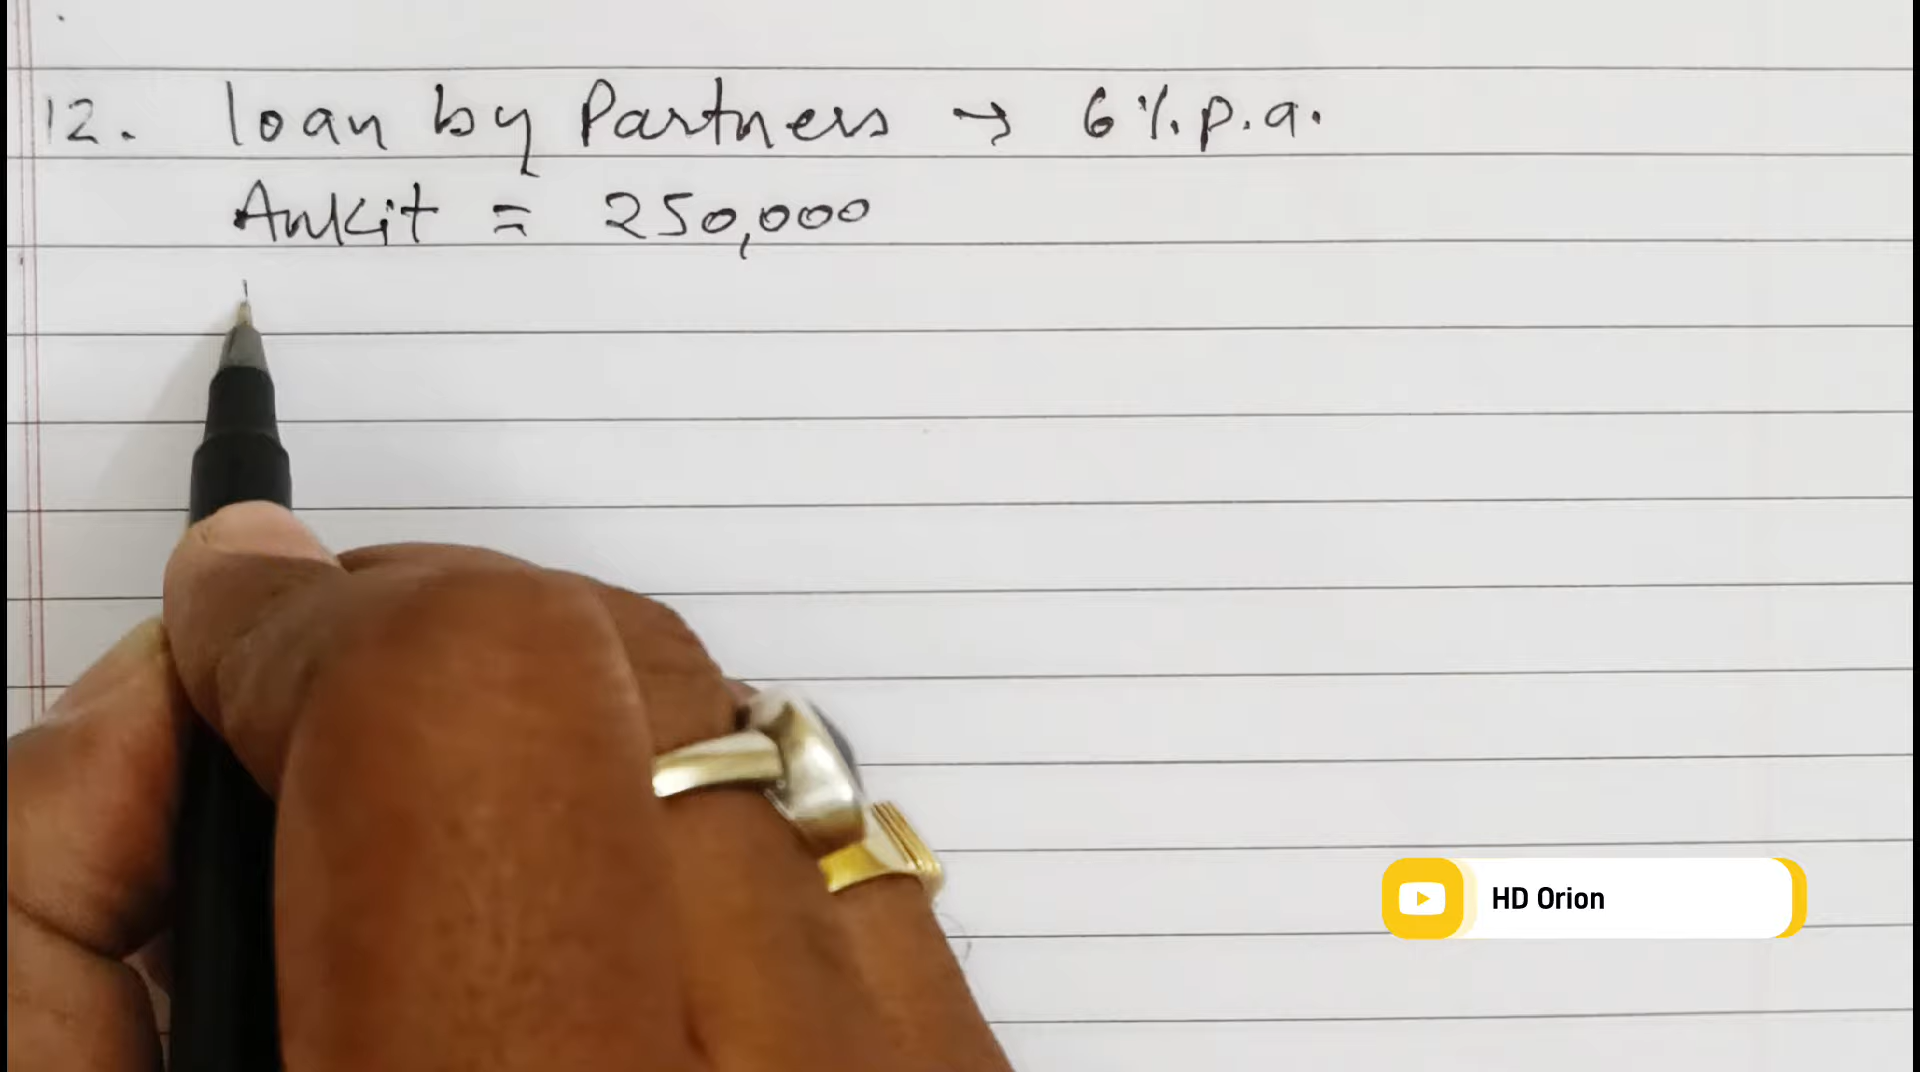 12. loan by Partners → 6%.p.a.
Ankit = 250,000
HD Orion